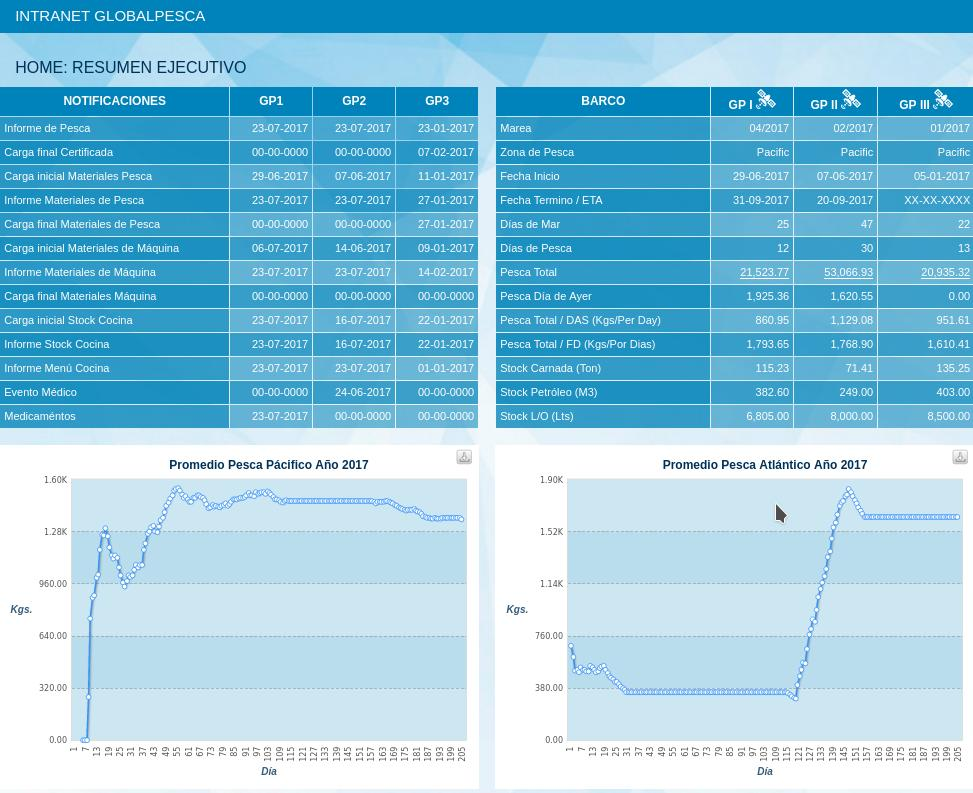 INTRANET GLOBALPESCA
HOME: RESUMEN EJECUTIVO
NOTIFICACIONES GP1 GP2 GP3
Informe de Pesca 23-07-2017 23-07-2017 23-01-2017
Carga final Certificada 00-00-0000 00-00-0000 07-02-2017
Carga inicial Materiales Pesca 29-06-2017 07-06-2017 11-01-2017
Informe Materiales de Pesca 23-07-2017 23-07-2017 27-01-2017
Carga final Materiales de Pesca 00-00-0000 00-00-0000 27-01-2017
Carga inicial Materiales de Máquina 06-07-2017 14-06-2017 09-01-2017
Informe Materiales de Máquina 23-07-2017 23-07-2017 14-02-2017
Carga final Materiales Máquina 00-00-0000 00-00-0000 00-00-0000
Carga inicial Stock Cocina 23-07-2017 16-07-2017 22-01-2017
Informe Stock Cocina 23-07-2017 16-07-2017 22-01-2017
Informe Menú Cocina 23-07-2017 23-07-2017 01-01-2017
Evento Médico 00-00-0000 24-06-2017 00-00-0000
Medicaméntos 23-07-2017 00-00-0000 00-00-0000
BARCO GP I GP II GP III
Marea 04/2017 02/2017 01/2017
Zona de Pesca Pacific Pacific Pacific
Fecha Inicio 29-06-2017 07-06-2017 05-01-2017
Fecha Termino / ETA 31-09-2017 20-09-2017 XX-XX-XXXX
Días de Mar 25 47 22
Días de Pesca 12 30 13
Pesca Total 21,523.77 53,066.93 20,935.32
Pesca Día de Ayer 1,925.36 1,620.55 0.00
Pesca Total / DAS (Kgs/Per Day) 860.95 1,129.08 951.61
Pesca Total / FD (Kgs/Por Dias) 1,793.65 1,768.90 1,610.41
Stock Carnada (Ton) 115.23 71.41 135.25
Stock Petróleo (M3) 382.60 249.00 403.00
Stock L/O (Lts) 6,805.00 8,000.00 8,500.00
Promedio Pesca Pácifico Año 2017
1.60K
1.28K
960.00
Kgs.
640.00
320.00
0.00
1 7 13 19 25 31 37 43 49 55 61 67 73 79 85 91 97 103 109 115 121 127 133 139 145 151 157 163 169 175 181 187 193 199 205
Día
Promedio Pesca Atlántico Año 2017
1.90K
1.52K
1.14K
Kgs.
760.00
380.00
0.00
1 7 13 19 25 31 37 43 49 55 61 67 73 79 85 91 97 103 109 115 121 127 133 139 145 151 157 163 169 175 181 187 193 199 205
Día